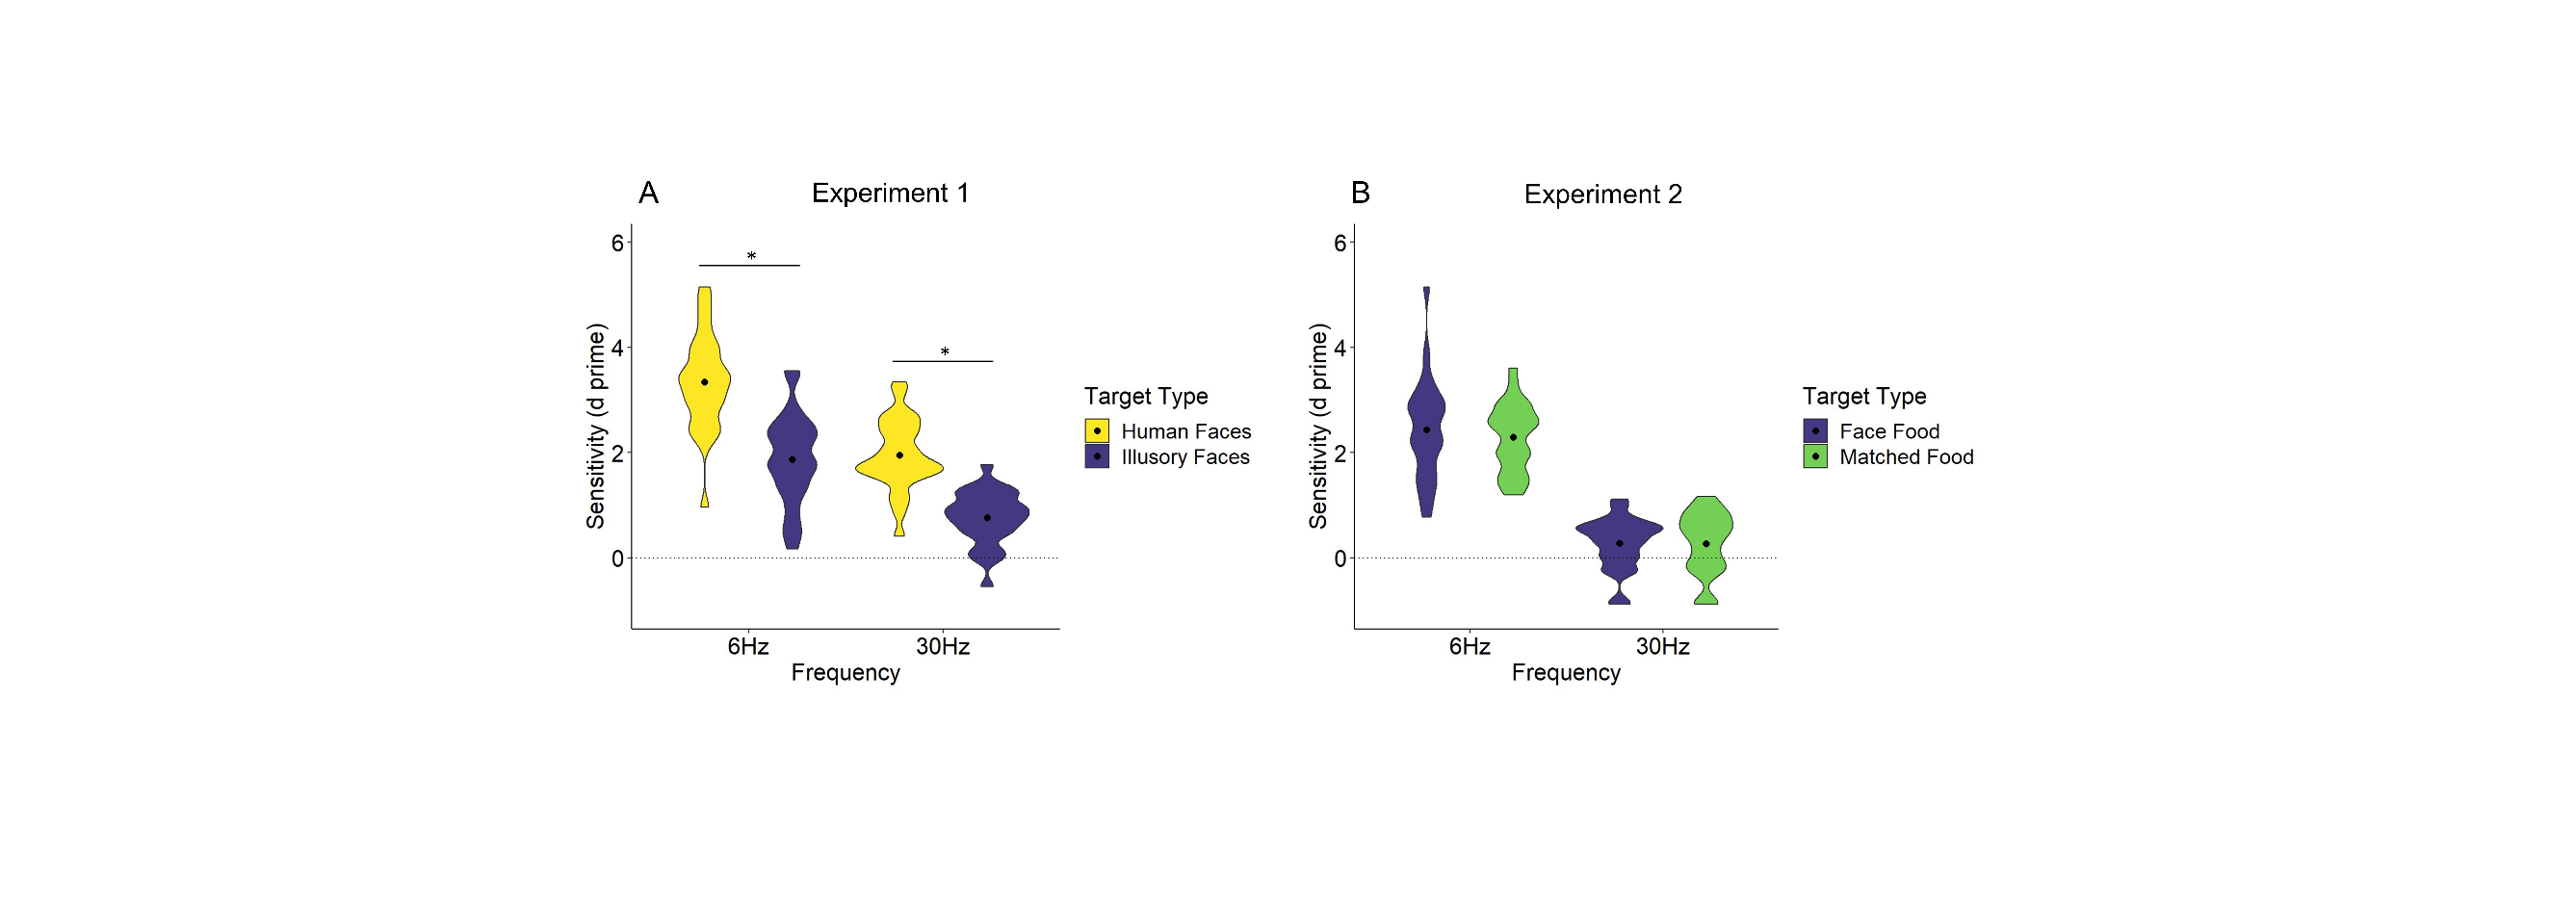 A
Experiment 1
6
4
2
0
Sensitivity (d prime)
*
*
6Hz
30Hz
Frequency
Target Type
Human Faces
Illusory Faces
B
Experiment 2
6
4
2
0
Sensitivity (d prime)
6Hz
30Hz
Frequency
Target Type
Face Food
Matched Food